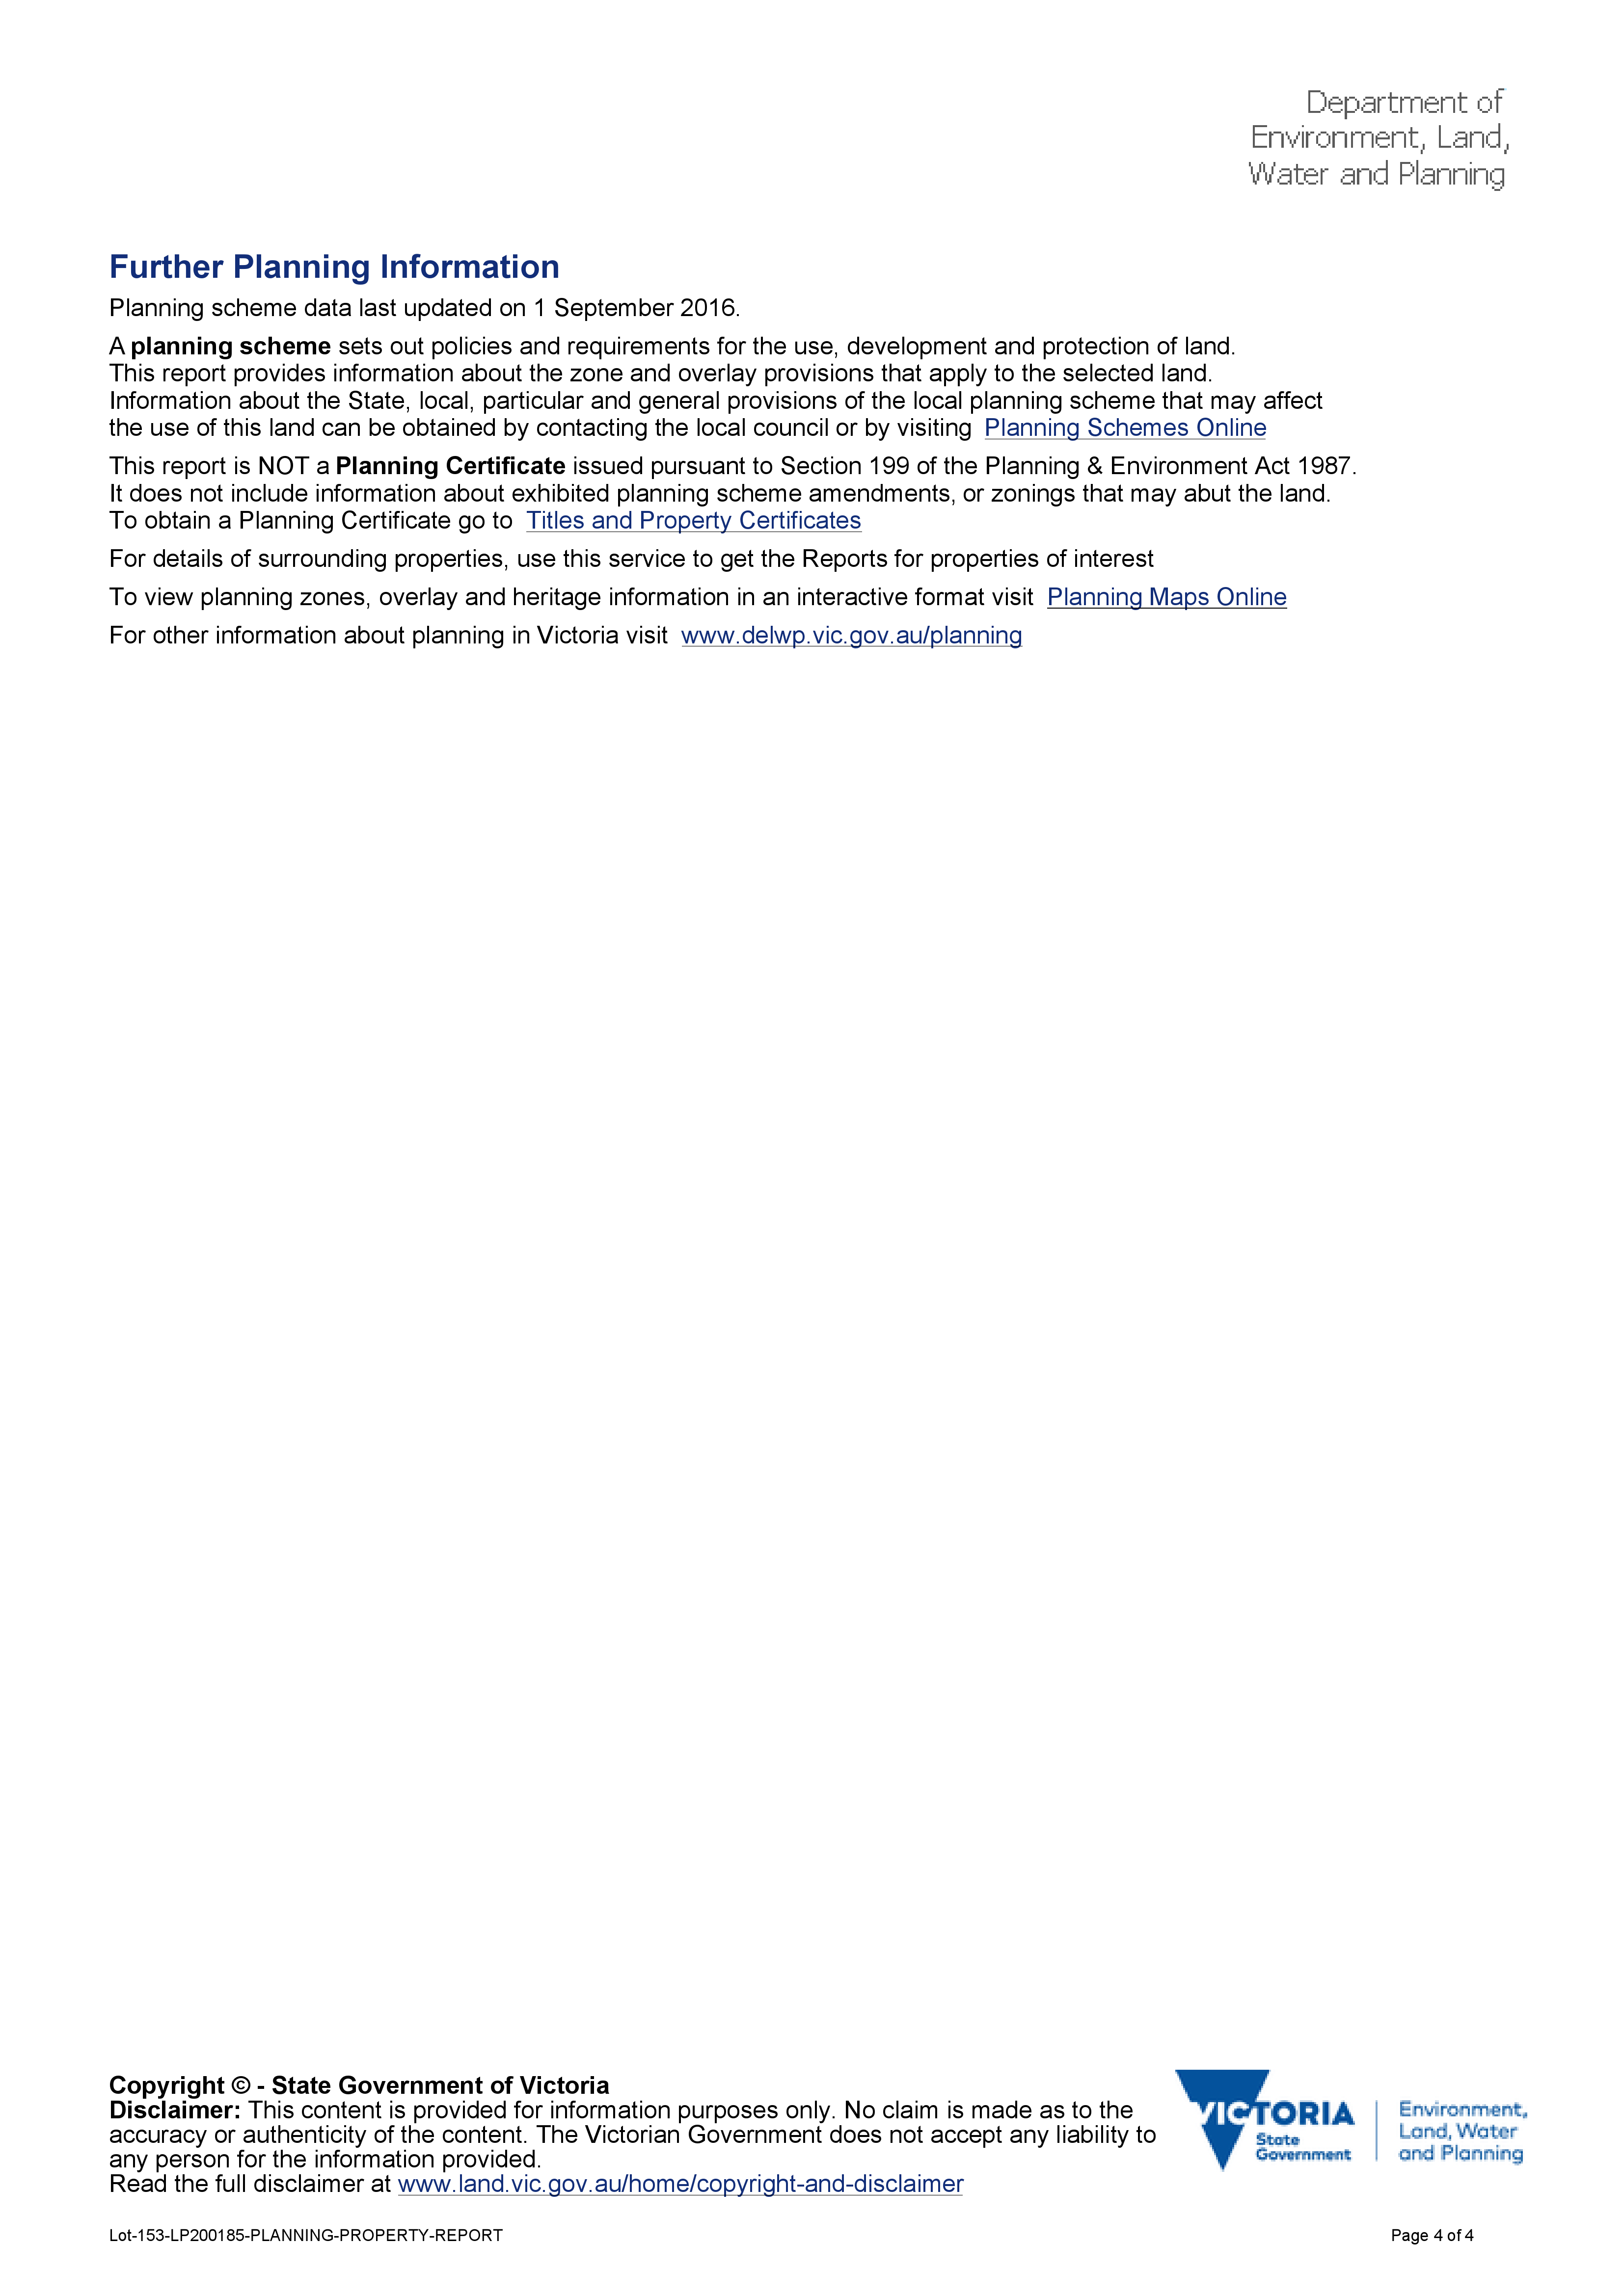 Department of
Environment, Land,
Water and Planning
Further Planning Information
Planning scheme data last updated on 1 September 2016.
A planning scheme sets out policies and requirements for the use, development and protection of land.
This report provides information about the zone and overlay provisions that apply to the selected land.
Information about the State, local, particular and general provisions of the local planning scheme that may affect
the use of this land can be obtained by contacting the local council or by visiting Planning Schemes Online
This report is NOT a Planning Certificate issued pursuant to Section 199 of the Planning & Environment Act 1987.
It does not include information about exhibited planning scheme amendments, or zonings that may abut the land.
To obtain a Planning Certificate go to Titles and Property Certificates
For details of surrounding properties, use this service to get the Reports for properties of interest
To view planning zones, overlay and heritage information in an interactive format visit Planning Maps Online
For other information about planning in Victoria visit www.delwp.vic.gov.au/planning
Copyright © - State Government of Victoria
Disclaimer: This content is provided for information purposes only. No claim is made as to the
accuracy or authenticity of the content. The Victorian Government does not accept any liability to
any person for the information provided.
Read the full disclaimer at www.land.vic.gov.au/home/copyright-and-disclaimer
VICTORIA
State
Government
Environment,
Land, Water
and Planning
Lot-153-LP200185-PLANNING-PROPERTY-REPORT
Page 4 of 4